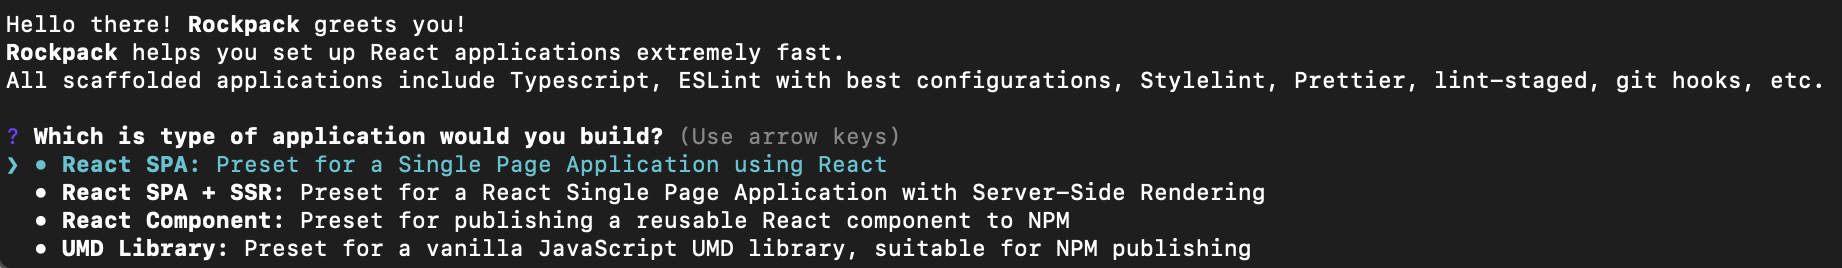 Hello there! Rockpack greets you!
Rockpack helps you set up React applications extremely fast.
All scaffolded applications include Typescript, ESLint with best configurations, Stylelint, Prettier, lint-staged, git hooks, etc.
? Which is type of application would you build? (Use arrow keys)
❯ • React SPA: Preset for a Single Page Application using React
• React SPA + SSR: Preset for a React Single Page Application with Server-Side Rendering
• React Component: Preset for publishing a reusable React component to NPM
• UMD Library: Preset for a vanilla JavaScript UMD library, suitable for NPM publishing